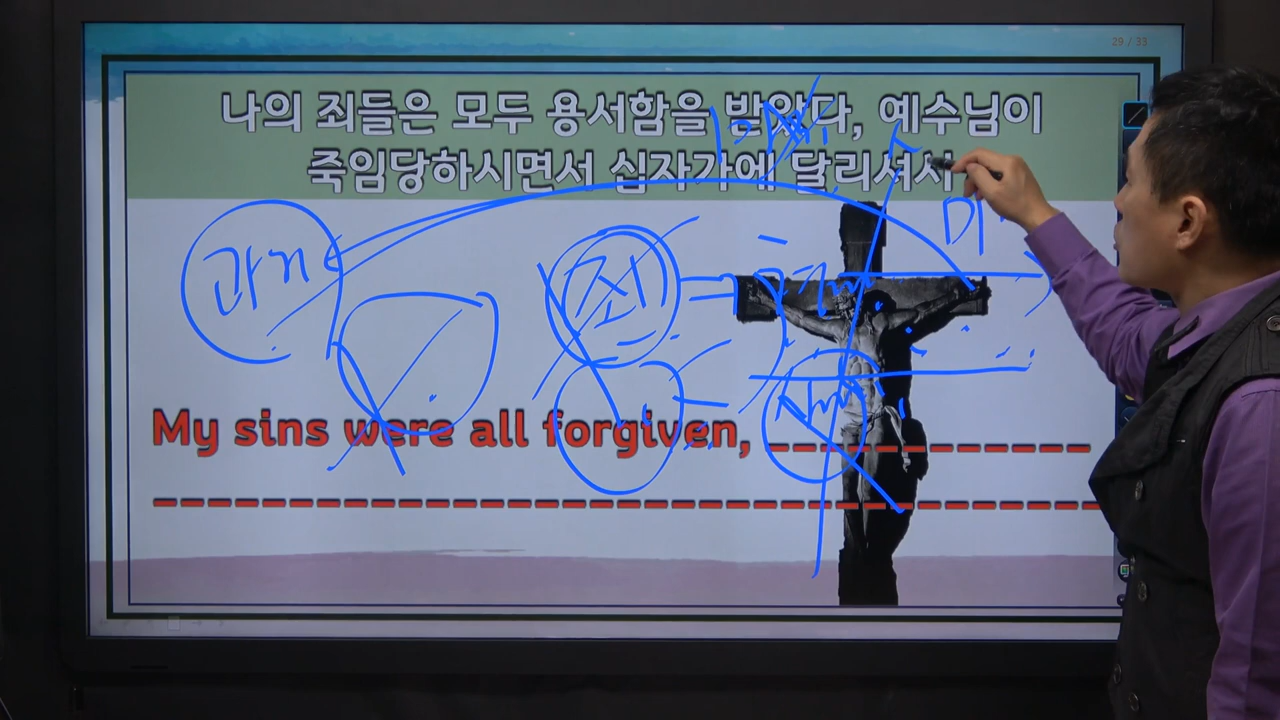 29 / 33
나의 죄들은 모두 용서함을 받았다, 예수님이
죽임당하시면서 십자가에 달리셔서
과거
죄
My sins were all forgiven, _ _ _ _ _ _ _ _ _ _ _ _
_ _ _ _ _ _ _ _ _ _ _ _ _ _ _ _ _ _ _ _ _ _ _ _ _ _ _ _ _ _ _ _ _ _ _ _